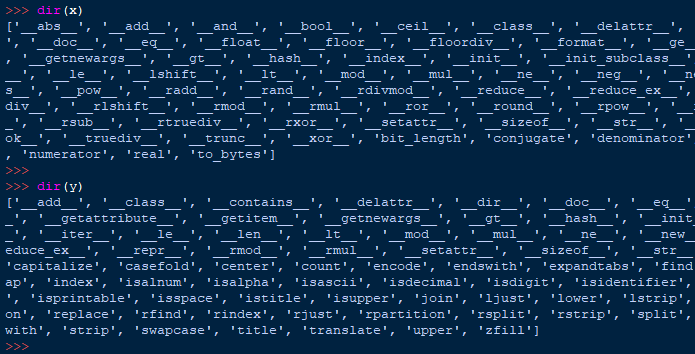 >>> dir(x)
['__abs__', '__add__', '__and__', '__bool__', '__ceil__', '__class__', '__delattr__',
', '__doc__', '__eq__', '__float__', '__floor__', '__floordiv__', '__format__', '__ge_
, '__getnewargs__', '__gt__', '__hash__', '__index__', '__init__', '__init_subclass__'
__', '__le__', '__lshift__', '__lt__', '__mod__', '__mul__', '__ne__', '__neg__', '__ne
s__', '__pow__', '__radd__', '__rand__', '__rdivmod__', '__reduce__', '__reduce_ex__',
div__', '__rlshift__', '__rmod__', '__rmul__', '__ror__', '__round__', '__rpow__', '__
_', '__rsub__', '__rtruediv__', '__rxor__', '__setattr__', '__sizeof__', '__str__', '_
ok__', '__truediv__', '__trunc__', '__xor__', 'bit_length', 'conjugate', 'denominator'
, 'numerator', 'real', 'to_bytes']
>>>
>>> dir(y)
['__add__', '__class__', '__contains__', '__delattr__', '__dir__', '__doc__', '__eq__'
, '__getattribute__', '__getitem__', '__getnewargs__', '__gt__', '__hash__', '__init_
_', '__iter__', '__le__', '__len__', '__lt__', '__mod__', '__mul__', '__ne__', '__new_
educe_ex__', '__repr__', '__rmod__', '__rmul__', '__setattr__', '__sizeof__', '__str__
'capitalize', 'casefold', 'center', 'count', 'encode', 'endswith', 'expandtabs', 'find
ap', 'index', 'isalnum', 'isalpha', 'isascii', 'isdecimal', 'isdigit', 'isidentifier',
', 'isprintable', 'isspace', 'istitle', 'isupper', 'join', 'ljust', 'lower', 'lstrip',
on', 'replace', 'rfind', 'rindex', 'rjust', 'rpartition', 'rsplit', 'rstrip', 'split',
with', 'strip', 'swapcase', 'title', 'translate', 'upper', 'zfill']
>>>